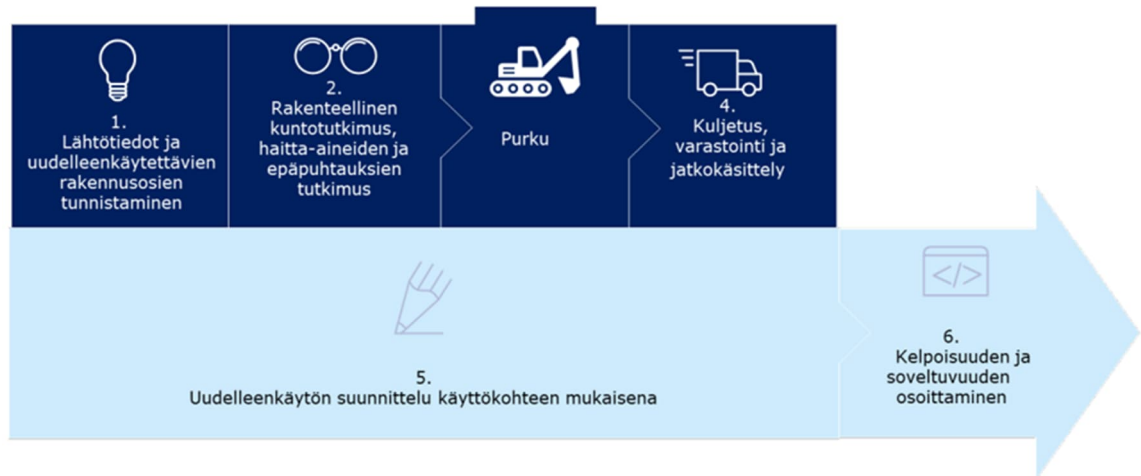 1.
Lähtötiedot ja
uudelleenkäytettävien
rakennusosien
tunnistaminen
2.
Rakenteellinen
kuntotutkimus,
haitta-aineiden ja
epäpuhtauksien
tutkimus
Purku
4.
Kuljetus,
varastointi ja
jatkokäsittely
5.
Uudelleenkäytön suunnittelu käyttökohteen mukaisena
</>
6.
Kelpoisuuden ja
soveltuvuuden
osoittaminen